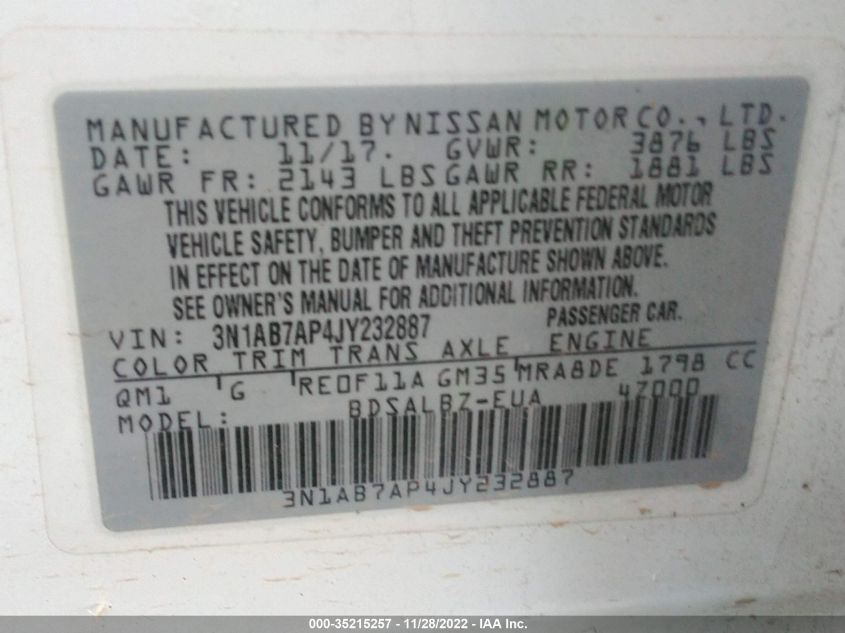 MANUFACTURED BY NISSAN MOTOR CO., LTD.
DATE: 11/17. GVWR: 3876 LBS
GAWR FR: 2143 LBS GAWR RR: 1881 LBS
THIS VEHICLE CONFORMS TO ALL APPLICABLE FEDERAL MOTOR
VEHICLE SAFETY, BUMPER AND THEFT PREVENTION STANDARDS
IN EFFECT ON THE DATE OF MANUFACTURE SHOWN ABOVE.
SEE OWNER'S MANUAL FOR ADDITIONAL INFORMATION.
VIN: 3N1AB7AP4JY232887 PASSENGER CAR.
COLOR TRIM TRANS AXLE ENGINE
QM1 G RE0F11A GM35 MRA8DE 1798 CC
MODEL: BDSALBZ-EUA 4Z000
3N1AB7AP4JY232887
000-35215257 - 11/28/2022 - IAA Inc.